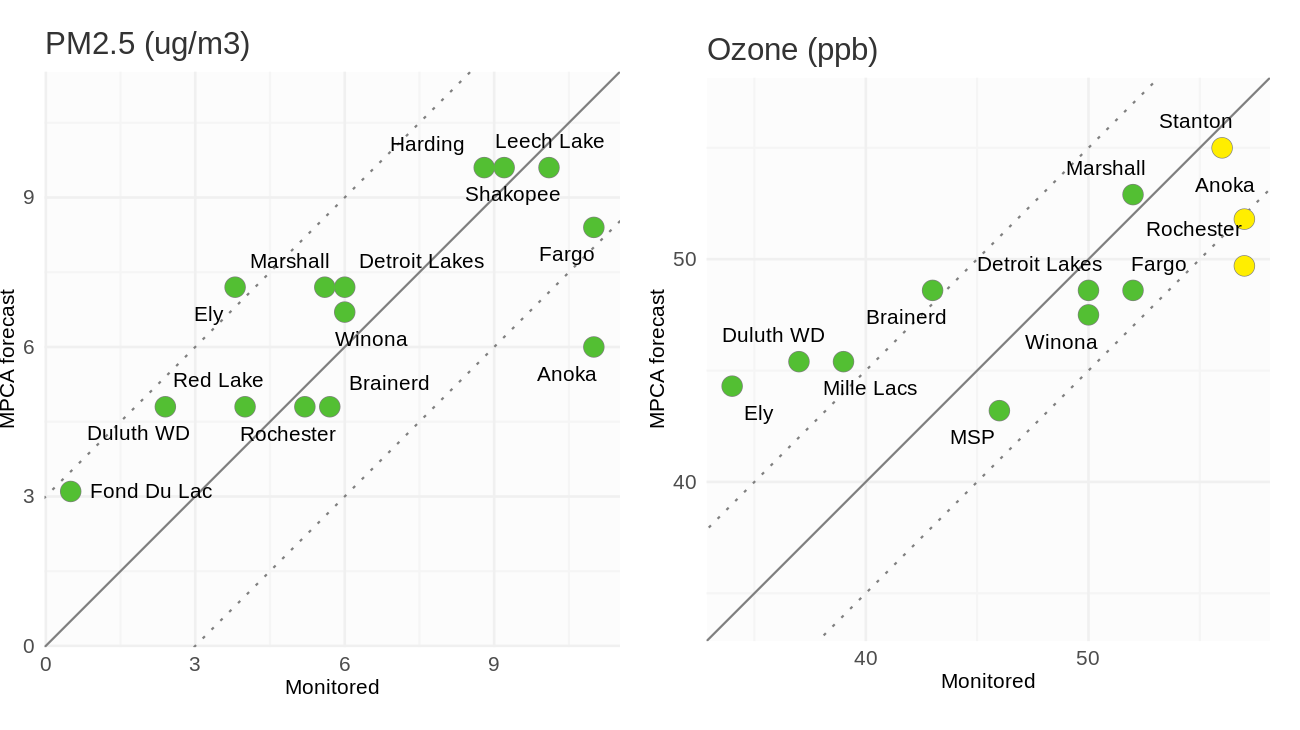 PM2.5 (ug/m3)
Harding
Leech Lake
Shakopee
9
Fargo
Marshall
Detroit Lakes
Ely
Winona
6
Anoka
Red Lake
Brainerd
Duluth WD
Rochester
3
Fond Du Lac
0
0
3
6
9
Monitored
MPCA forecast
Ozone (ppb)
Stanton
Marshall
Anoka
Rochester
50
Detroit Lakes
Fargo
Brainerd
Duluth WD
Winona
Mille Lacs
Ely
MSP
40
40
50
Monitored
MPCA forecast